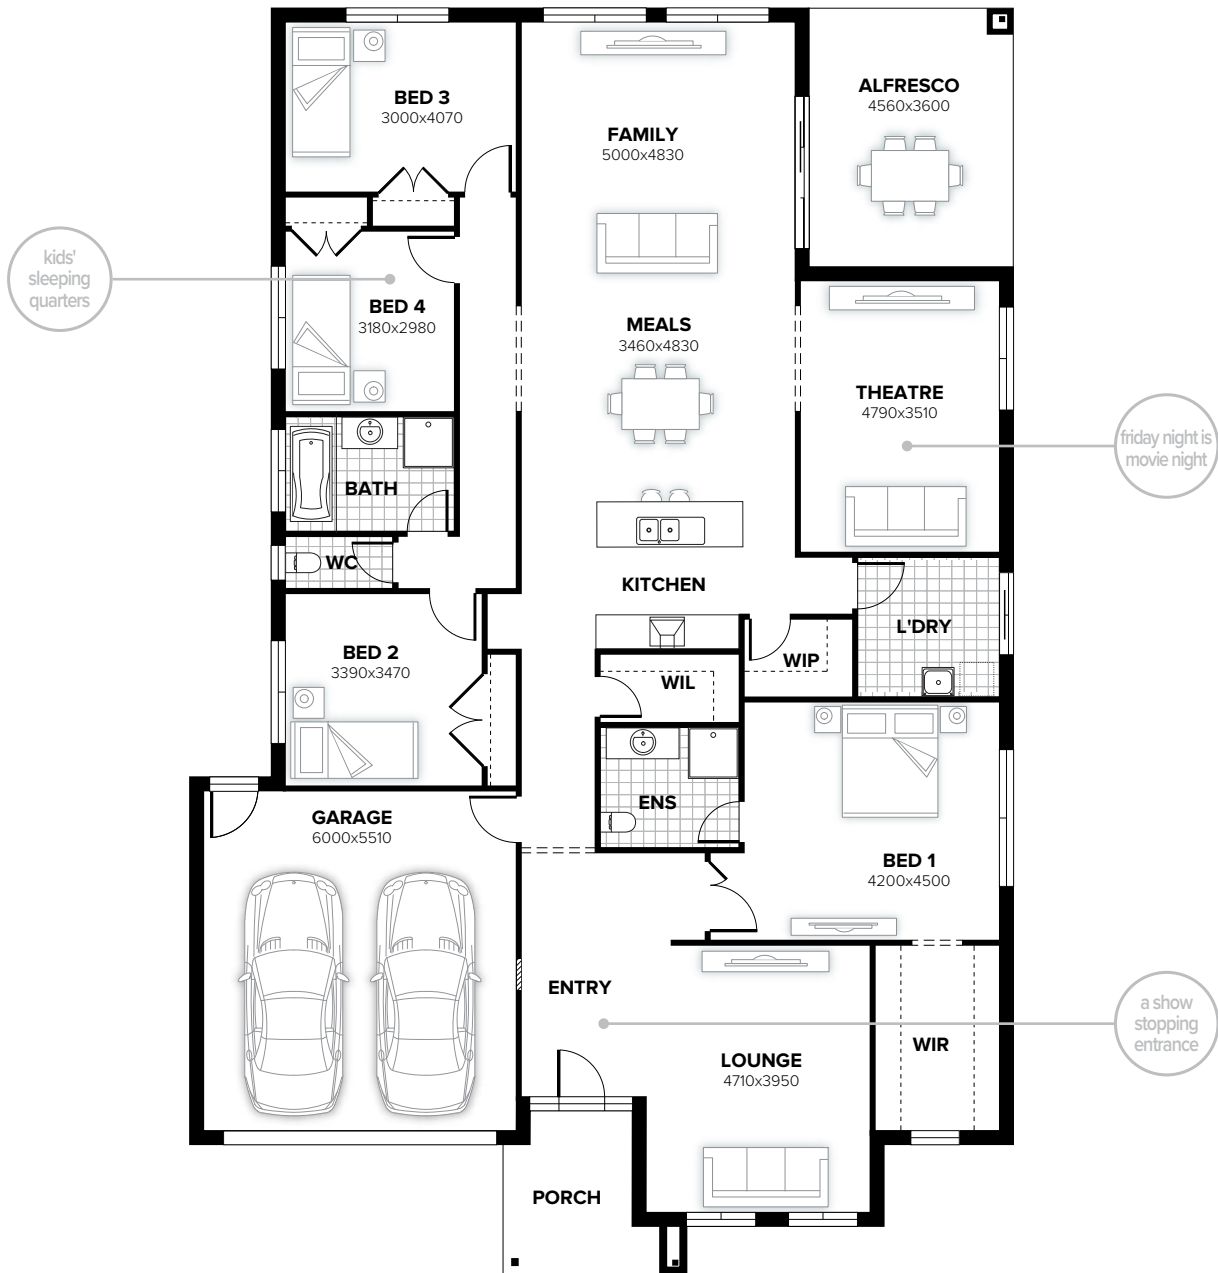 BED 3
3000x4070
FAMILY
5000x4830
ALFRESCO
4560x3600
kids'
sleeping
quarters
BED 4
3180x2980
MEALS
3460x4830
THEATRE
4790x3510
friday night is
movie night
BATH
WC
KITCHEN
L'DRY
BED 2
3390x3470
WIP
WIL
ENS
GARAGE
6000x5510
BED 1
4200x4500
ENTRY
a show
stopping
entrance
LOUNGE
4710x3950
WIR
PORCH